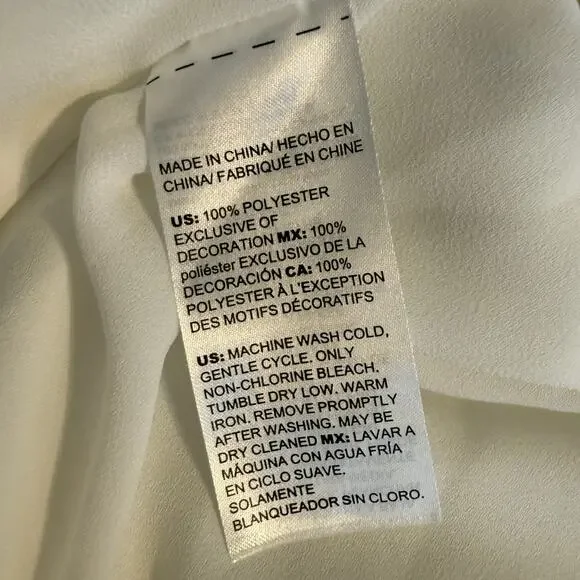 MADE IN CHINA/ HECHO EN
CHINA/ FABRIQUÉ EN CHINE
US: 100% POLYESTER
EXCLUSIVE OF
DECORATION MX: 100%
poliéster EXCLUSIVO DE LA
DECORACIÓN CA: 100%
POLYESTER À L'EXCEPTION
DES MOTIFS DÉCORATIFS
US: MACHINE WASH COLD,
GENTLE CYCLE. ONLY
NON-CHLORINE BLEACH.
TUMBLE DRY LOW. WARM
IRON. REMOVE PROMPTLY
AFTER WASHING. MAY BE
DRY CLEANED MX: LAVAR A
MÁQUINA CON AGUA FRÍA
EN CICLO SUAVE.
SOLAMENTE
BLANQUEADOR SIN CLORO.